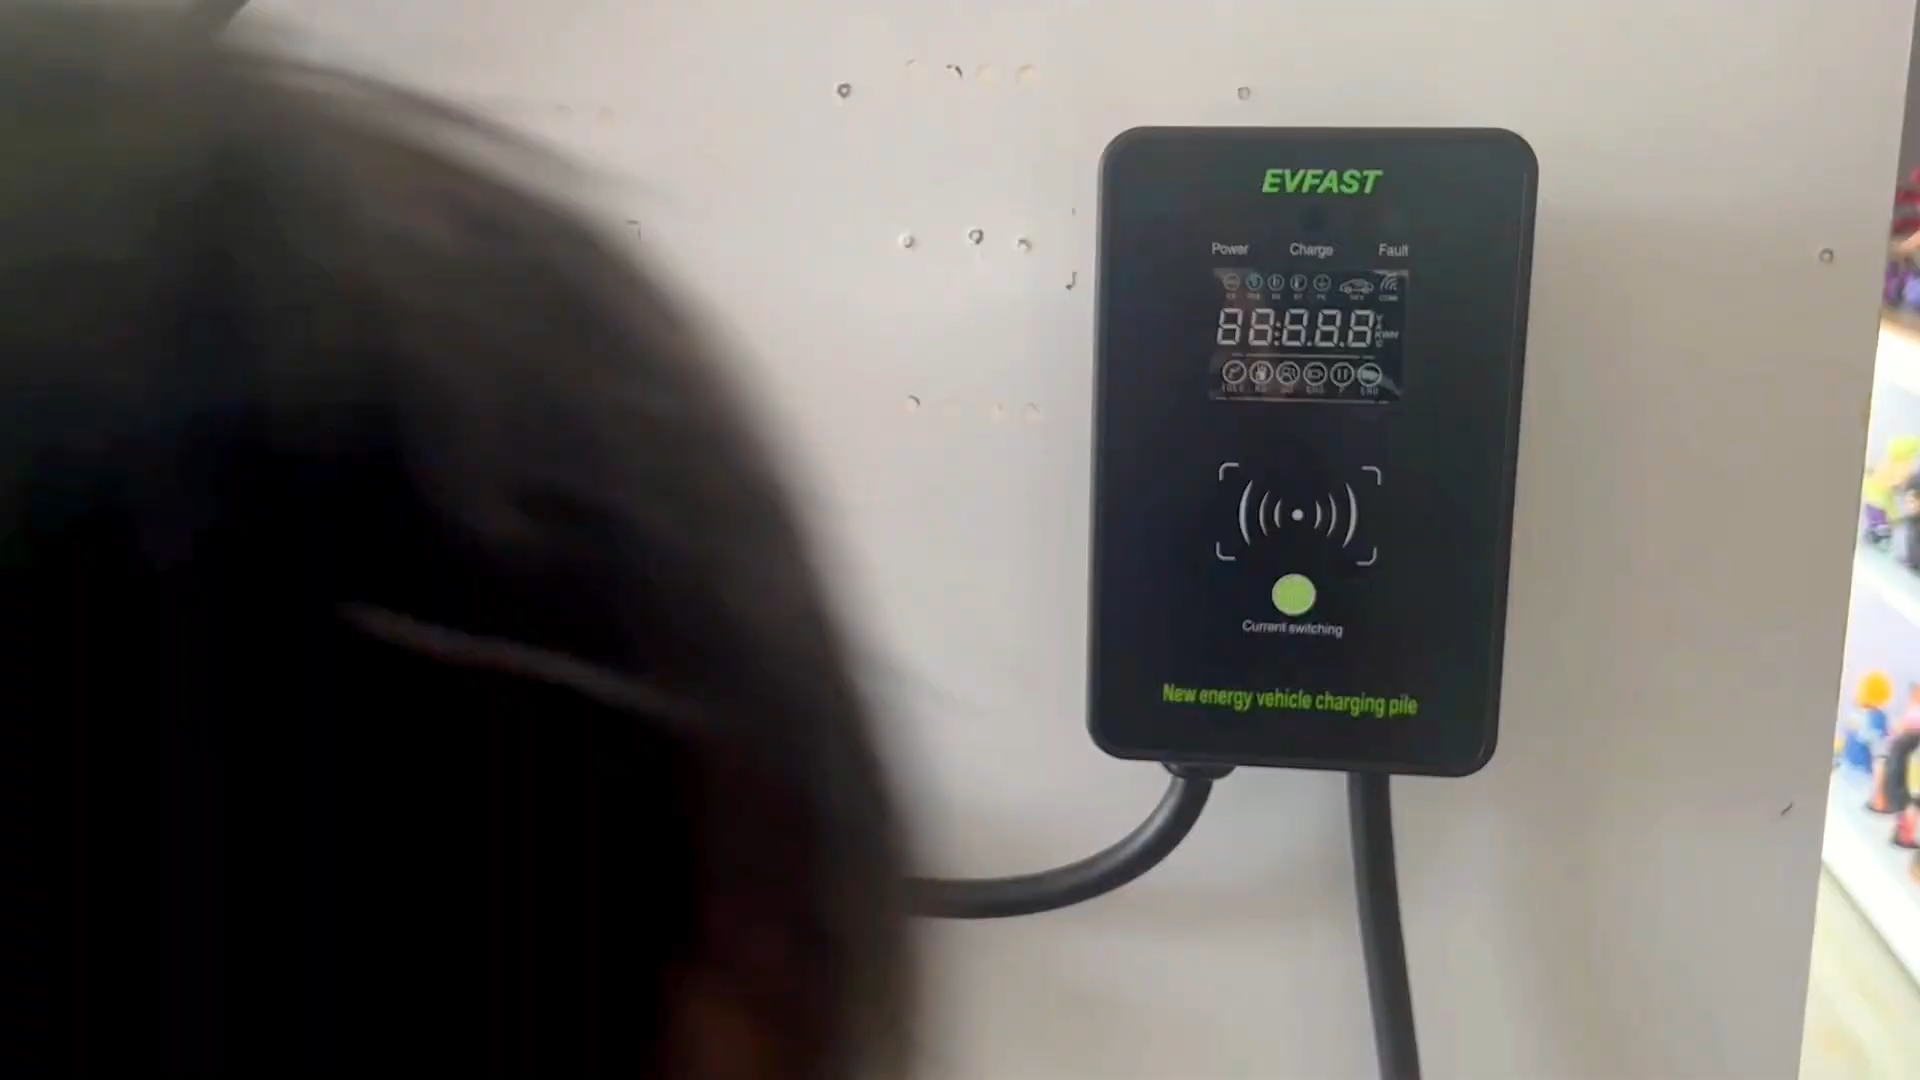 EVFAST
Power Charge Fault
88:8.8.8
Current switching
New energy vehicle charging pile